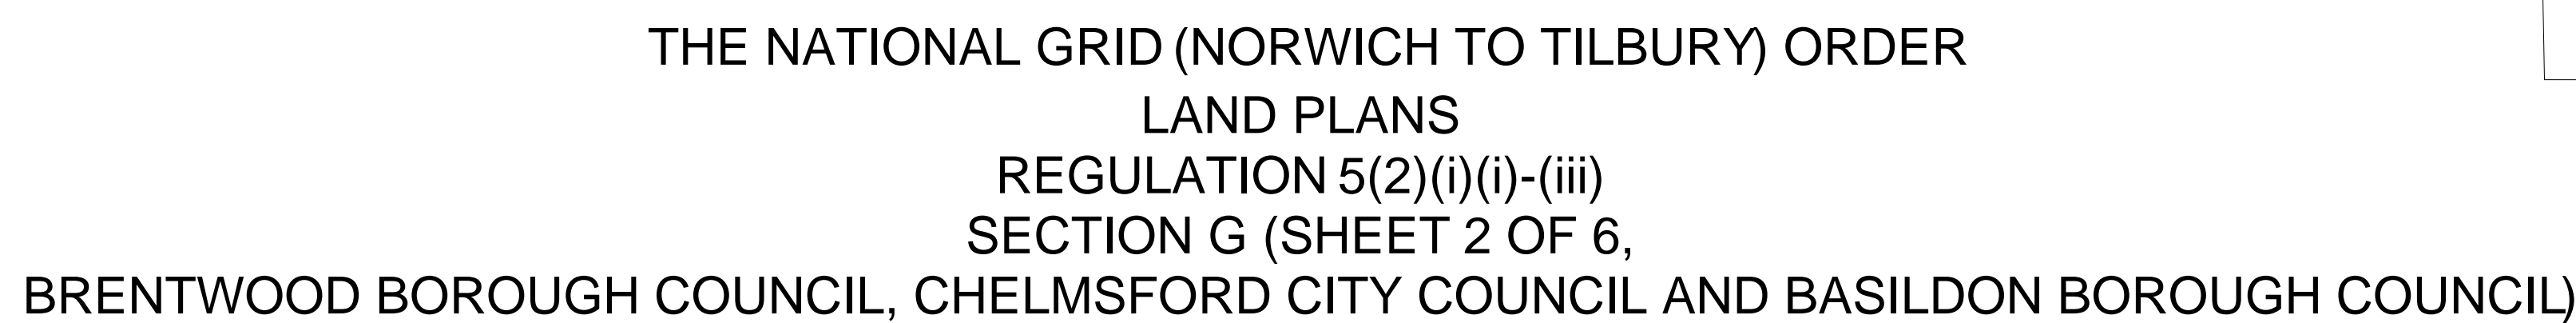 THE NATIONAL GRID (NORWICH TO TILBURY) ORDER
LAND PLANS
REGULATION 5(2)(i)(i)-(iii)
SECTION G (SHEET 2 OF 6,
BRENTWOOD BOROUGH COUNCIL, CHELMSFORD CITY COUNCIL AND BASILDON BOROUGH COUNCIL)